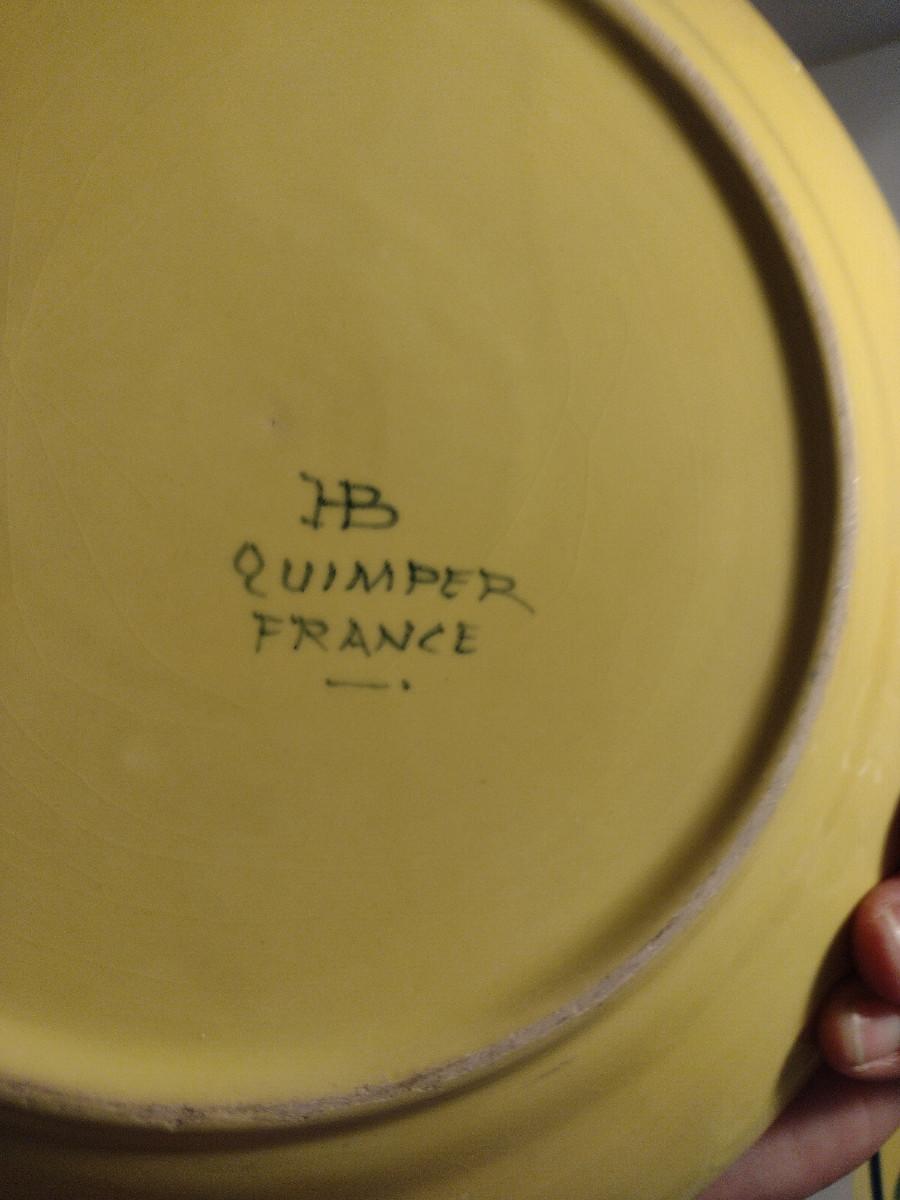 HB
QUIMPER
FRANCE
—.